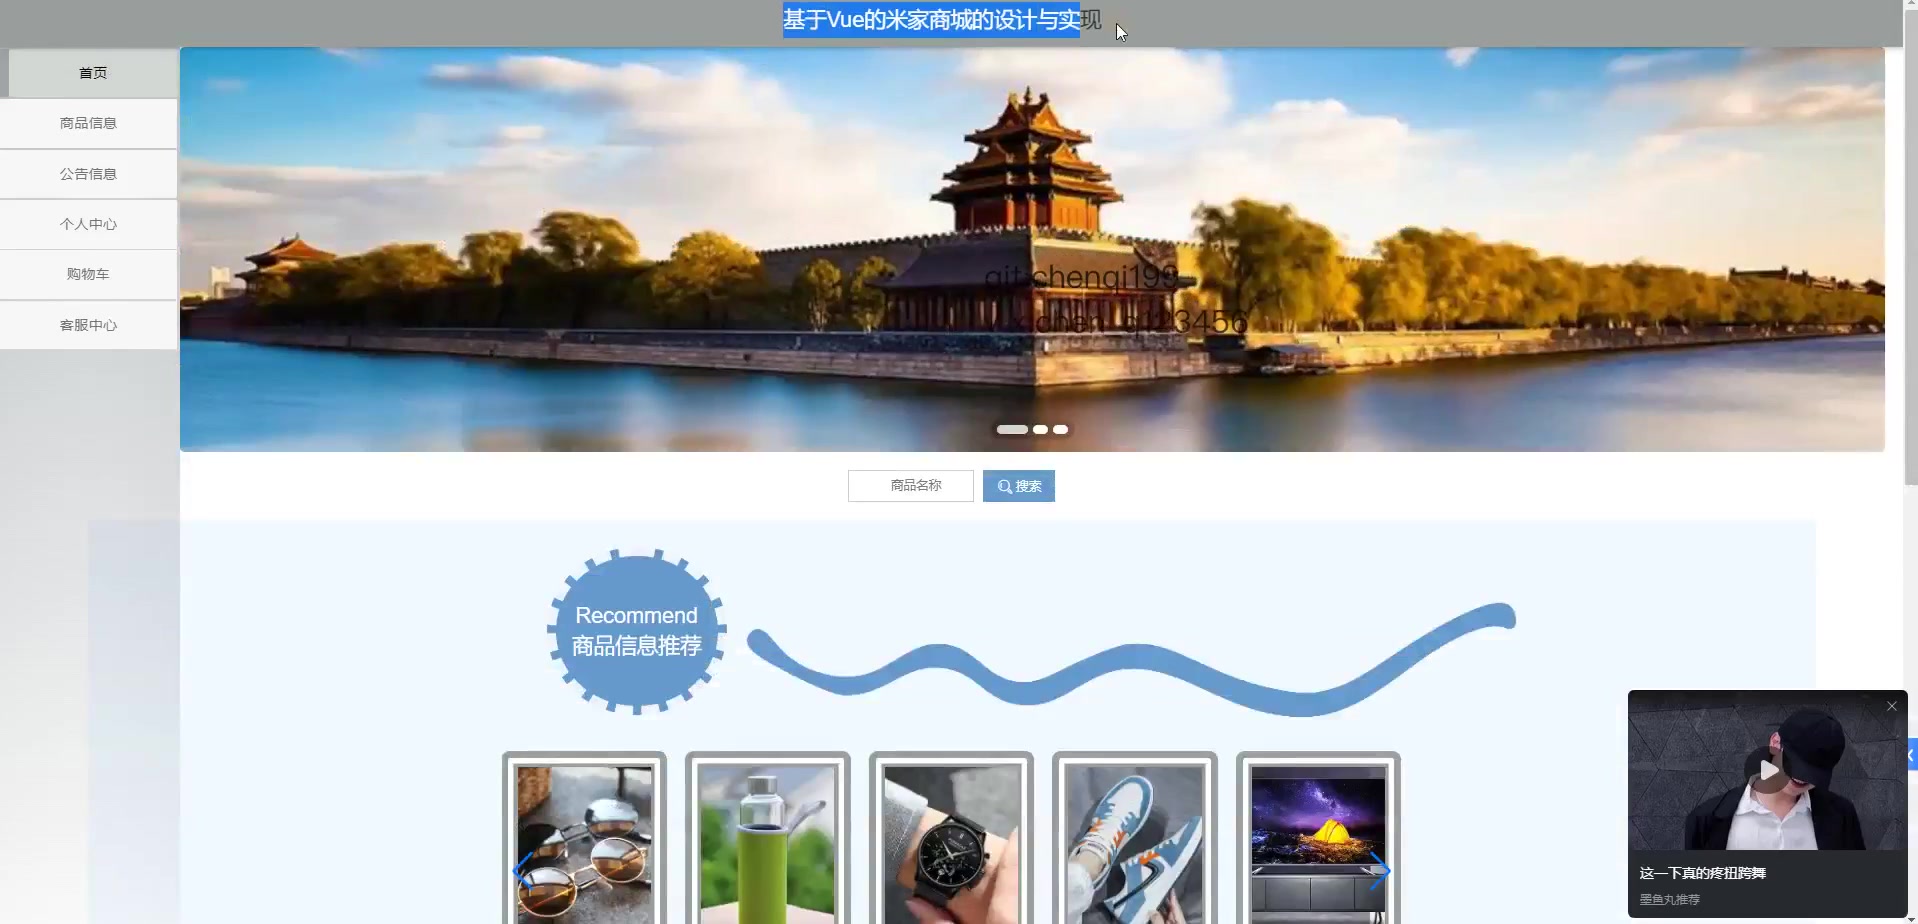 基于Vue的米家商城的设计与实现
首页
商品信息
公告信息
个人中心
购物车
客服中心
git-chenqi199
chen_q123456
商品名称
搜索
Recommend
商品信息推荐
这一下真的疼扭跨舞
墨鱼丸推荐